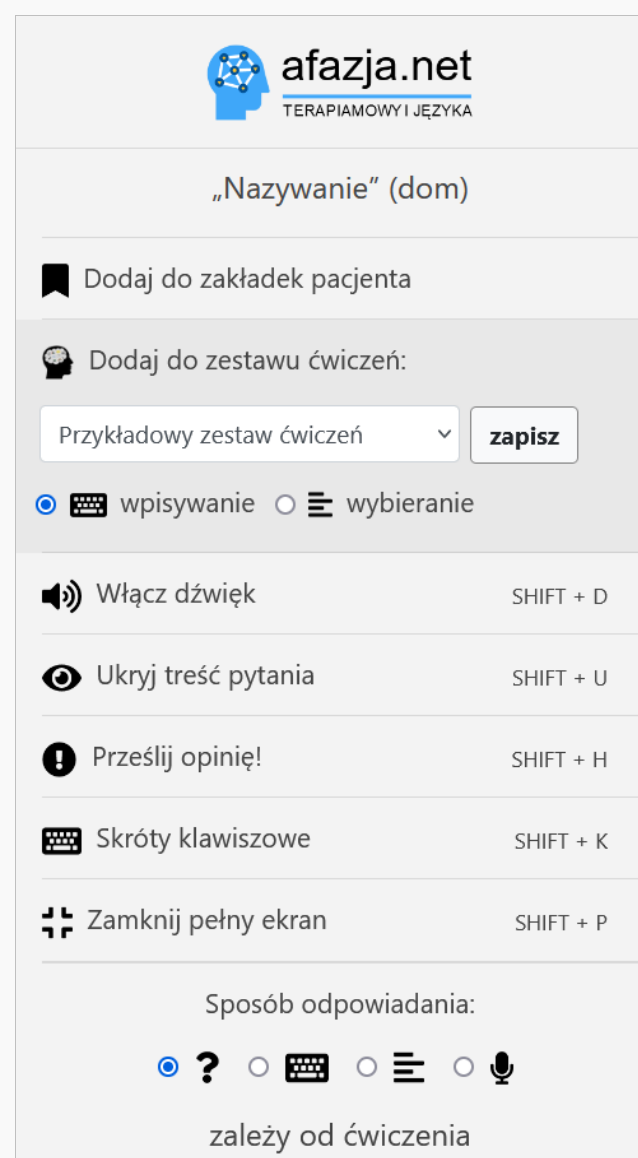 afazja.net
TERAPIAMOWY I JĘZYKA
„Nazywanie” (dom)
Dodaj do zakładek pacjenta
Dodaj do zestawu ćwiczeń:
Przykładowy zestaw ćwiczeń zapisz
wpisywanie wybieranie
Włącz dźwięk SHIFT + D
Ukryj treść pytania SHIFT + U
Prześlij opinię! SHIFT + H
Skróty klawiszowe SHIFT + K
Zamknij pełny ekran SHIFT + P
Sposób odpowiadania:
?
zależy od ćwiczenia